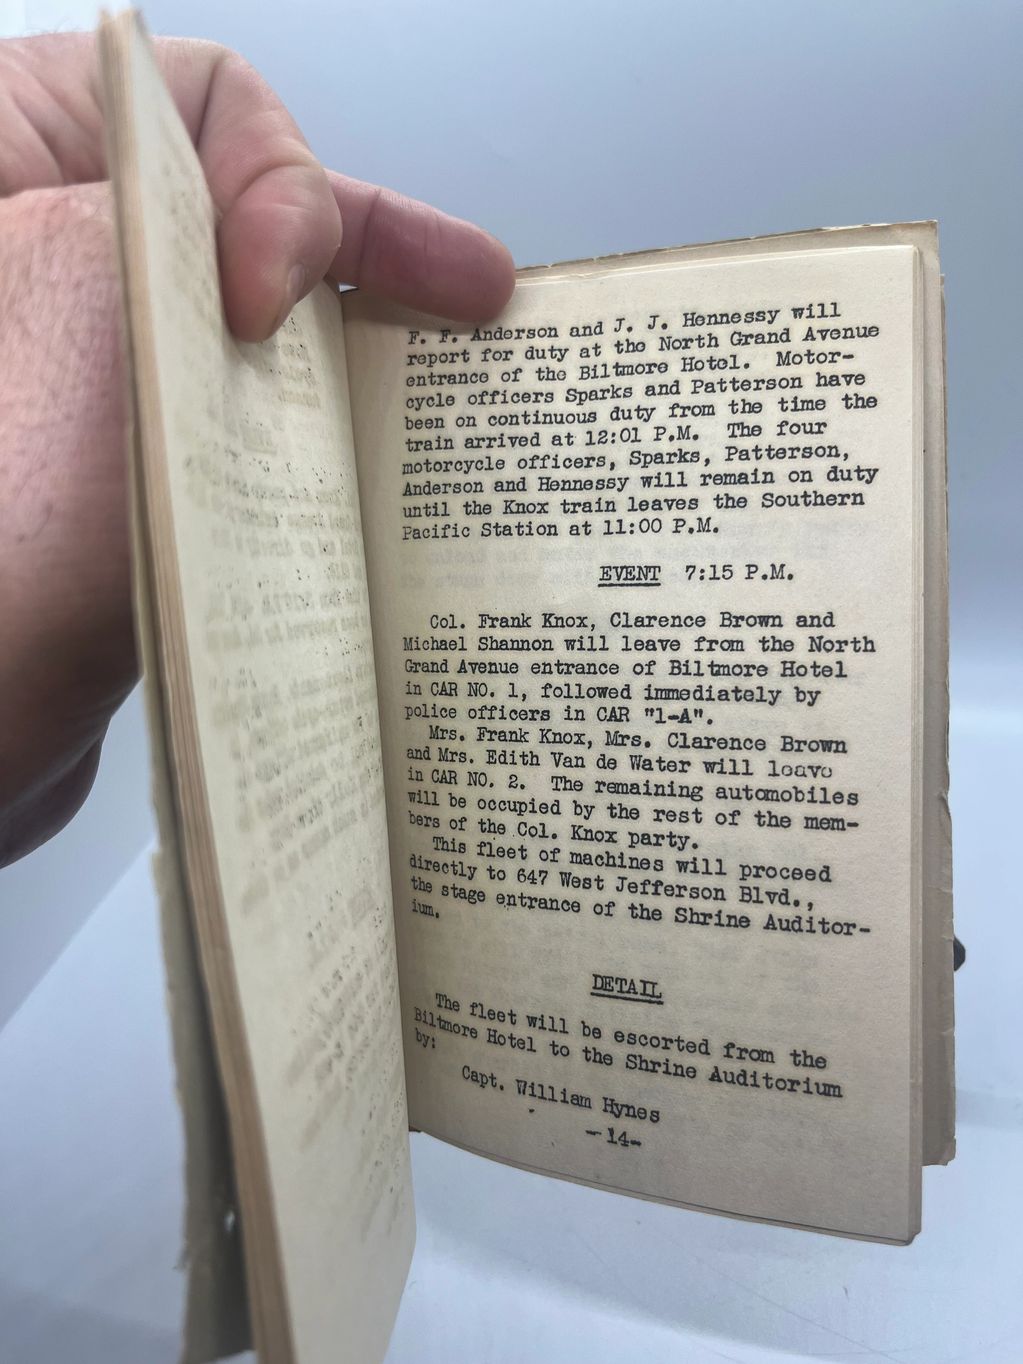 F. F. Anderson and J. J. Hennessy will
report for duty at the North Grand Avenue
entrance of the Biltmore Hotel. Motor-
cycle officers Sparks and Patterson have
been on continuous duty from the time the
train arrived at 12:01 P.M. The four
motorcycle officers, Sparks, Patterson,
Anderson and Hennessy will remain on duty
until the Knox train leaves the Southern
Pacific Station at 11:00 P.M.
EVENT 7:15 P.M.
Col. Frank Knox, Clarence Brown and
Michael Shannon will leave from the North
Grand Avenue entrance of Biltmore Hotel
in CAR NO. 1, followed immediately by
police officers in CAR "1-A".
Mrs. Frank Knox, Mrs. Clarence Brown
and Mrs. Edith Van de Water will leave
in CAR NO. 2. The remaining automobiles
will be occupied by the rest of the mem-
bers of the Col. Knox party.
This fleet of machines will proceed
directly to 647 West Jefferson Blvd.,
the stage entrance of the Shrine Auditor-
ium.
DETAIL
The fleet will be escorted from the
Biltmore Hotel to the Shrine Auditorium
by:
Capt. William Hynes
-14-